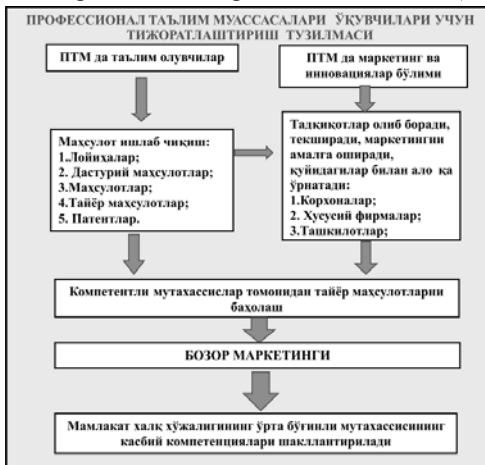 ПРОФЕССИОНАЛ ТАЪЛИМ МУАССАСАЛАРИ ЎҚУВЧИЛАРИ УЧУН
ТИЖОРАТЛАШТИРИШ ТУЗИЛМАСИ
ПТМ да таълим олувчилар
ПТМ да маркетинг ва
инновациялар бўлими
Маҳсулот ишлаб чиқиш:
1.Лойиҳалар;
2. Дастурий маҳсулотлар;
3.Маҳсулотлар;
4.Тайёр маҳсулотлар;
5. Патентлар.
Тадқиқотлар олиб боради,
текширади, маркетингни
амалга оширади,
қуйидагилар билан ало қа
ўрнатади:
1.Корхоналар;
2. Хусусий фирмалар;
3.Ташкилотлар;
Компетентли мутахассислар томонидан тайёр маҳсулотларни
баҳолаш
БОЗОР МАРКЕТИНГИ
Мамлакат халқ хўжалигининг ўрта бўғинли мутахассисининг
касбий компетенциялари шакллантирилади